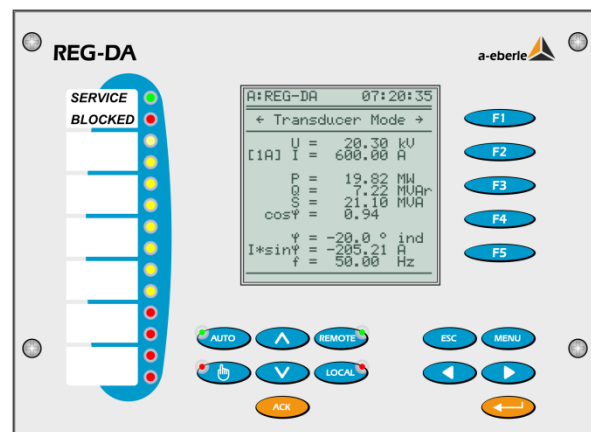 REG-DA
a-eberle
SERVICE
BLOCKED
A:REG-DA 07:20:35
← Transducer Mode →
U = 20.30 kV
[1A] I = 600.00 A
P = 19.82 MW
Q = 7.22 MVAr
S = 21.10 MVA
cosφ = 0.94
φ = -20.0 ° ind
I*sinφ = -205.21 A
f = 50.00 Hz
F1
F2
F3
F4
F5
AUTO
REMOTE
ESC
MENU
LOCAL
ACK